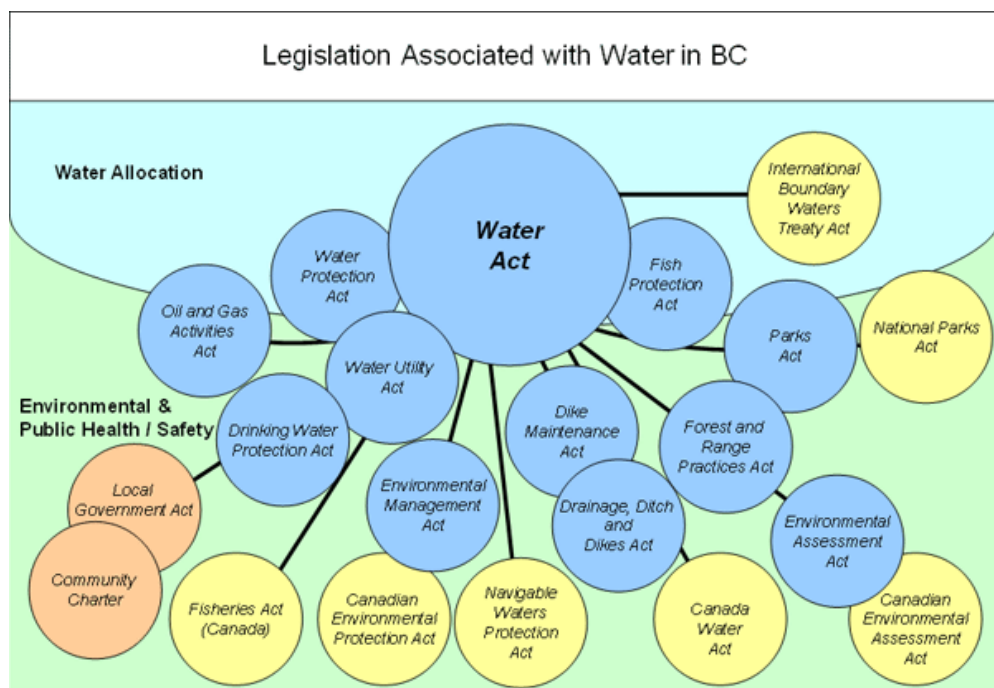 Legislation Associated with Water in BC
Water Allocation
International
Boundary
Waters
Treaty Act
Water
Act
Water
Protection
Act
Fish
Protection
Act
Oil and Gas
Activities
Act
Parks
Act
National Parks
Act
Water Utility
Act
Environmental &
Public Health / Safety
Drinking Water
Protection Act
Dike
Maintenance
Act
Forest and
Range
Practices Act
Local
Government Act
Environmental
Management
Act
Drainage, Ditch
and
Dikes Act
Environmental
Assessment
Act
Community
Charter
Fisheries Act
(Canada)
Canadian
Environmental
Protection Act
Navigable
Waters
Protection
Act
Canada
Water
Act
Canadian
Environmental
Assessment
Act